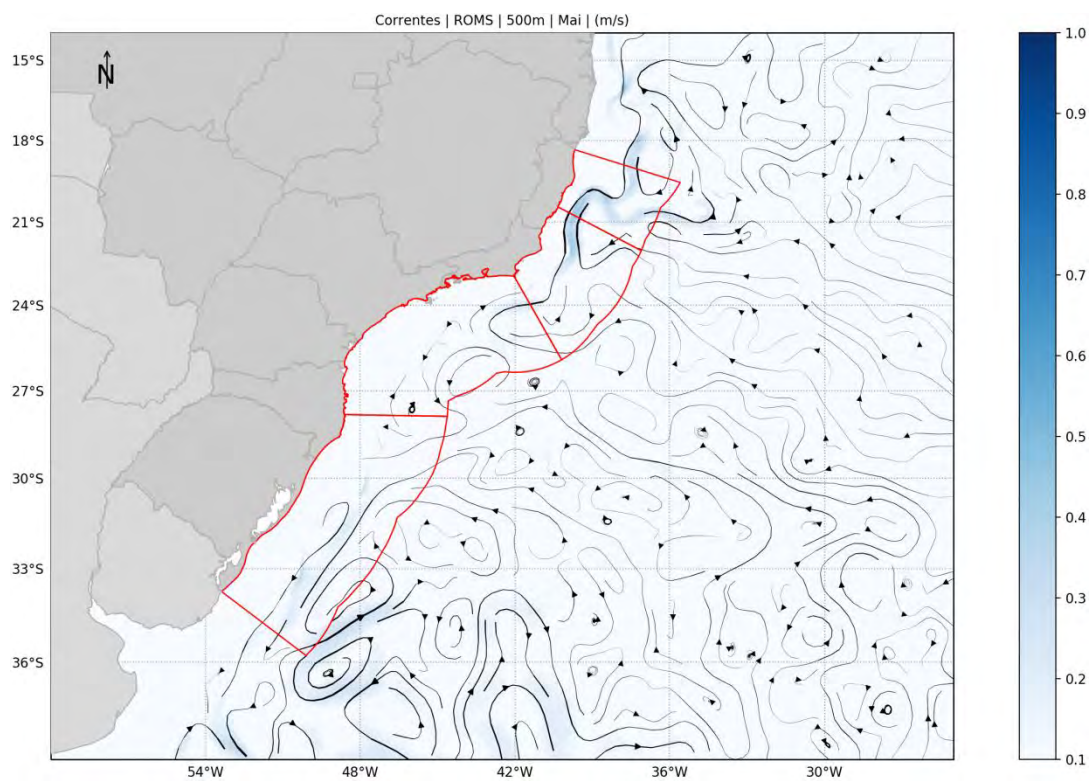 Correntes | ROMS | 500m | Mai | (m/s)
N
15°S
18°S
21°S
24°S
27°S
30°S
33°S
36°S
54°W
48°W
42°W
36°W
30°W
1.0
0.9
0.8
0.7
0.6
0.5
0.4
0.3
0.2
0.1